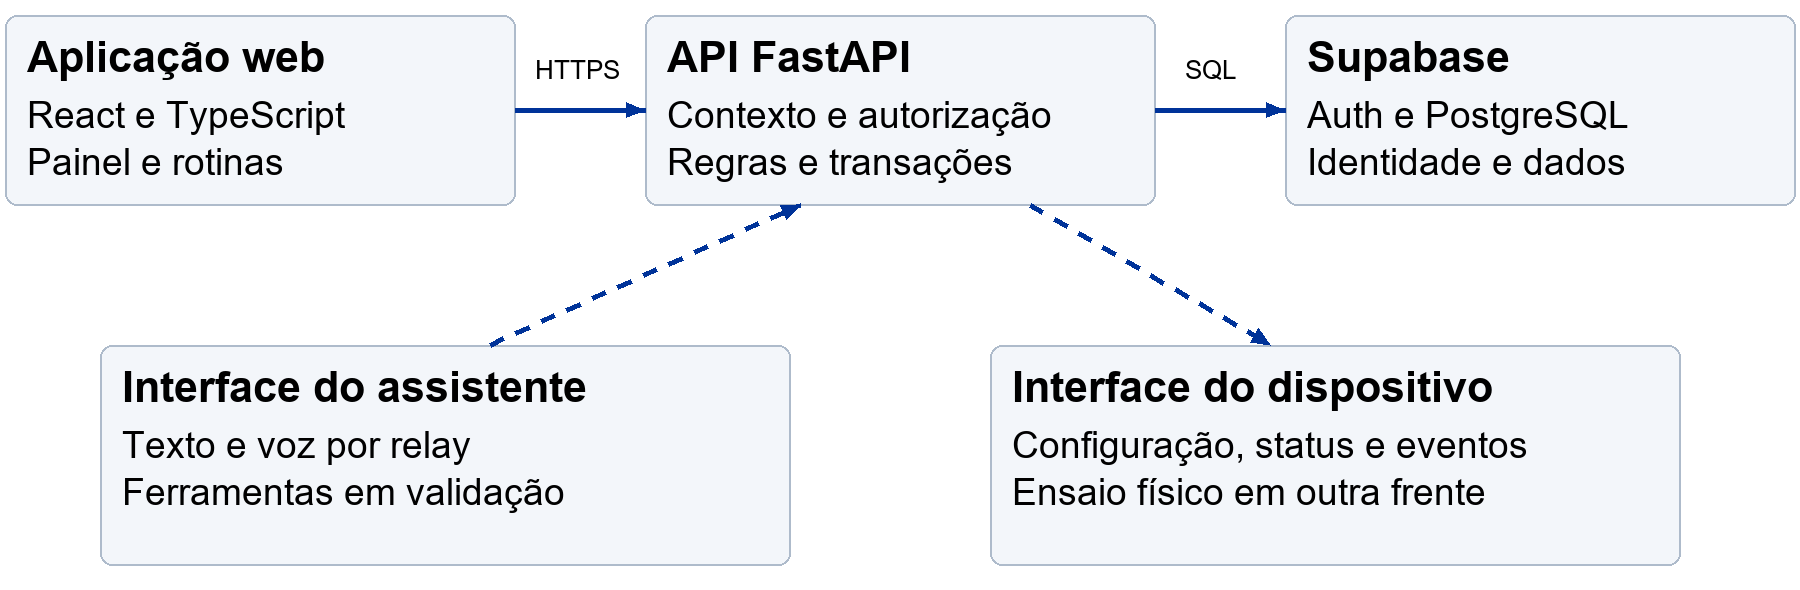 Aplicação web
React e TypeScript
Painel e rotinas
HTTPS
API FastAPI
Contexto e autorização
Regras e transações
SQL
Supabase
Auth e PostgreSQL
Identidade e dados
Interface do assistente
Texto e voz por relay
Ferramentas em validação
Interface do dispositivo
Configuração, status e eventos
Ensaio físico em outra frente